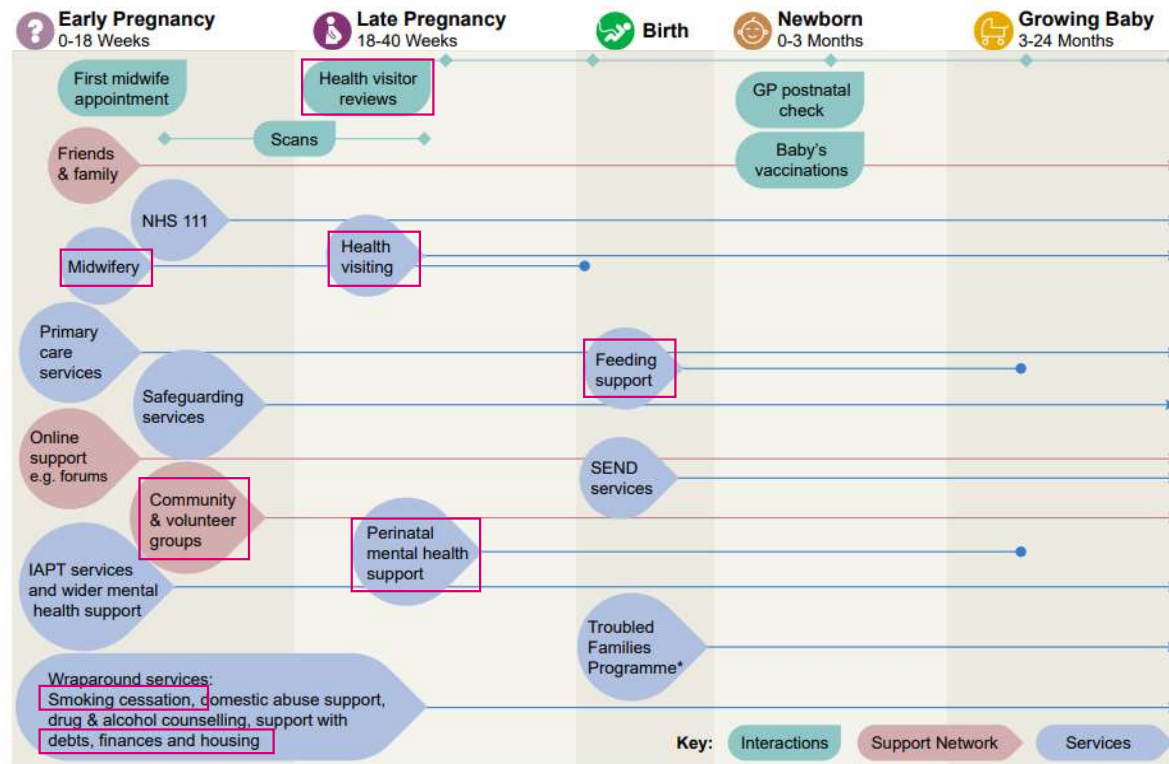 Early Pregnancy
0-18 Weeks
Late Pregnancy
18-40 Weeks
Birth
Newborn
0-3 Months
Growing Baby
3-24 Months
First midwife
appointment
Health visitor
reviews
GP postnatal
check
Scans
Baby's
vaccinations
Friends
& family
NHS 111
Midwifery
Health
visiting
Primary
care
services
Feeding
support
Safeguarding
services
Online
support
e.g. forums
SEND
services
Community
& volunteer
groups
Perinatal
mental health
support
IAPT services
and wider mental
health support
Troubled
Families
Programme*
Wraparound services:
Smoking cessation, domestic abuse support,
drug & alcohol counselling, support with
debts, finances and housing
Key: Interactions Support Network Services